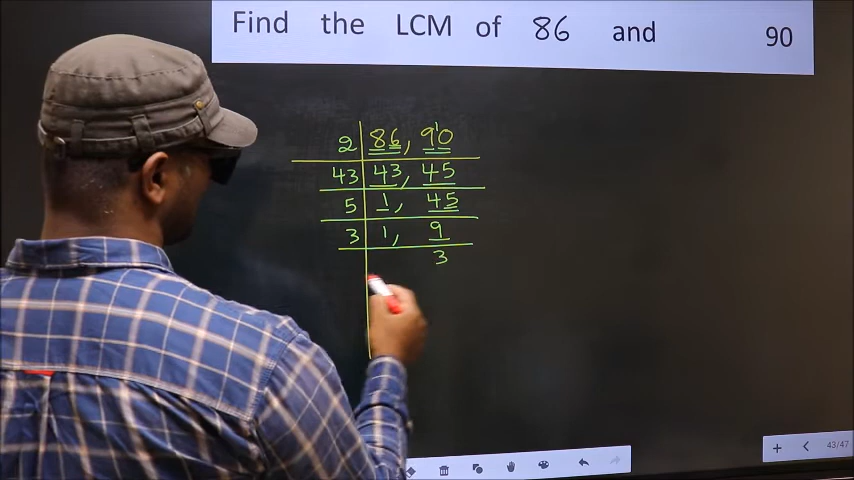 Find the LCM of 86 and 90
2 86, 90
43 43, 45
5 1, 45
3 1, 9
3
43/47